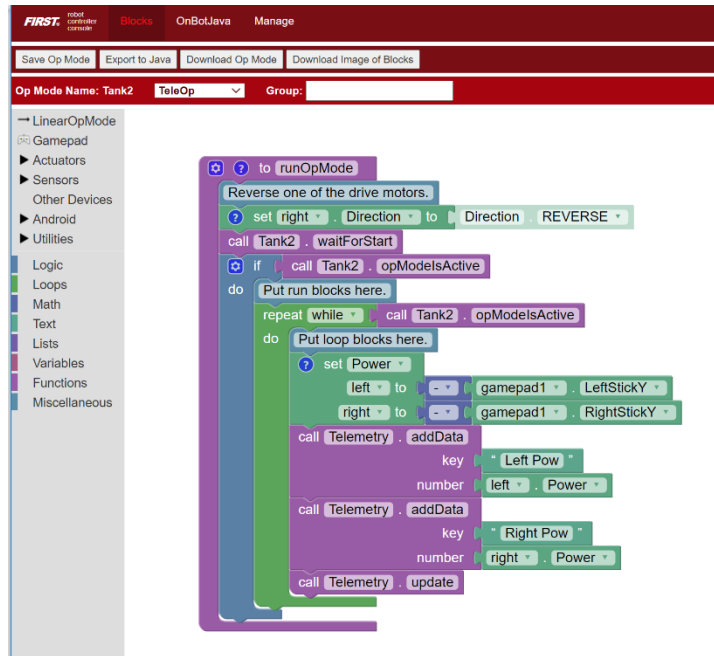 FIRST. robot controller console Blocks OnBotJava Manage
Save Op Mode Export to Java Download Op Mode Download Image of Blocks
Op Mode Name: Tank2 TeleOp Group:
LinearOpMode
Gamepad
Actuators
Sensors
Other Devices
Android
Utilities
Logic
Loops
Math
Text
Lists
Variables
Functions
Miscellaneous
? to runOpMode
Reverse one of the drive motors.
? set right . Direction to Direction . REVERSE
call Tank2 . waitForStart
if call Tank2 . opModeIsActive
do Put run blocks here.
repeat while call Tank2 . opModeIsActive
do Put loop blocks here.
? set Power
left to - gamepad1 . LeftStickY
right to - gamepad1 . RightStickY
call Telemetry . addData
key “ Left Pow ”
number left . Power
call Telemetry . addData
key “ Right Pow ”
number right . Power
call Telemetry . update